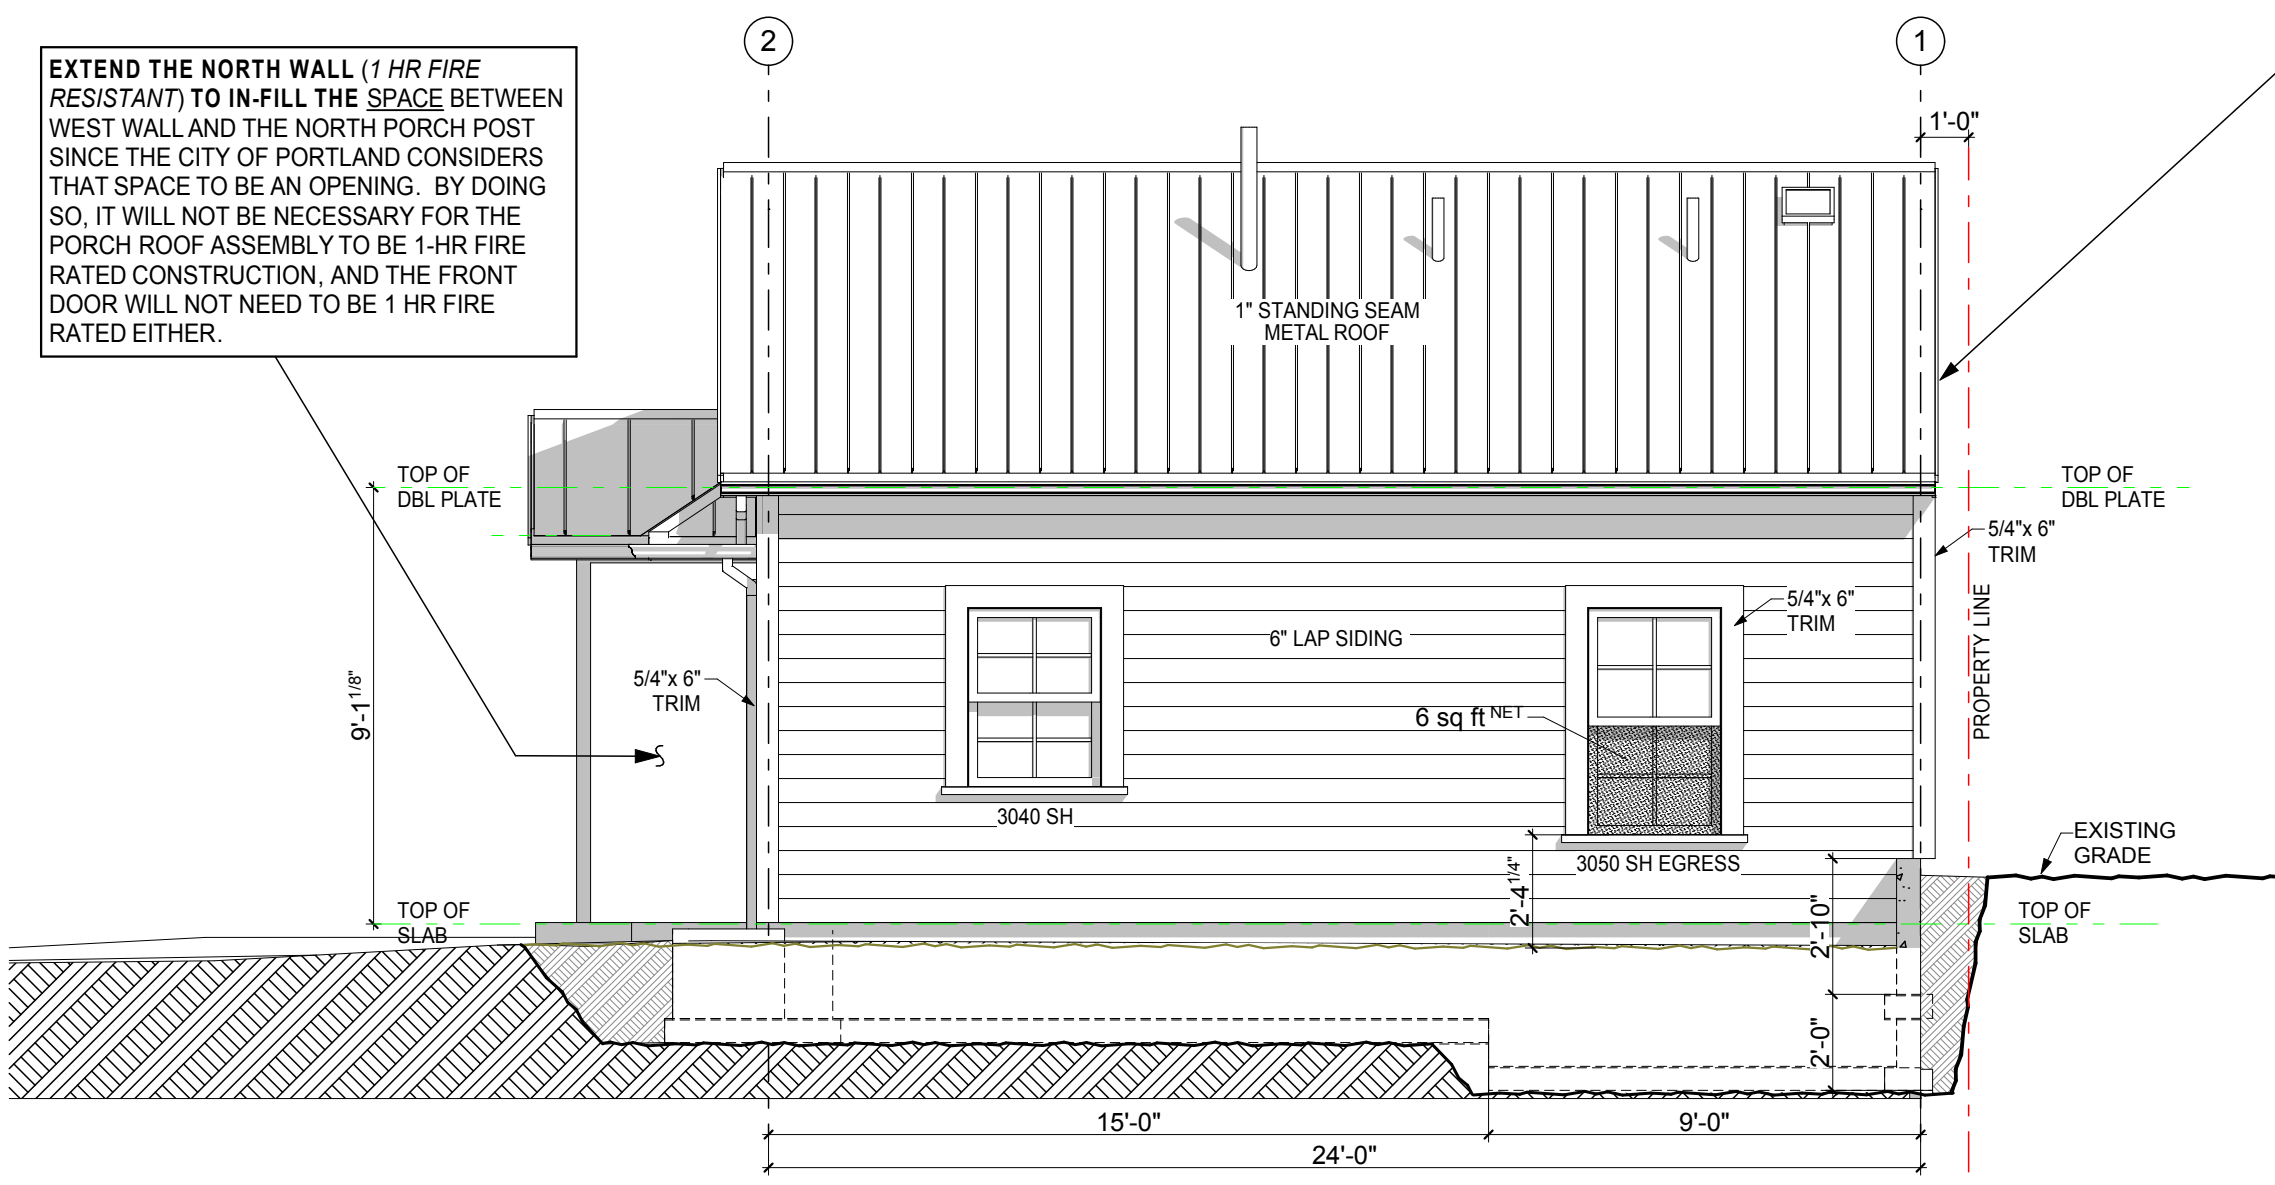 2
1
EXTEND THE NORTH WALL (1 HR FIRE
RESISTANT) TO IN-FILL THE SPACE BETWEEN
WEST WALL AND THE NORTH PORCH POST
SINCE THE CITY OF PORTLAND CONSIDERS
THAT SPACE TO BE AN OPENING. BY DOING
SO, IT WILL NOT BE NECESSARY FOR THE
PORCH ROOF ASSEMBLY TO BE 1-HR FIRE
RATED CONSTRUCTION, AND THE FRONT
DOOR WILL NOT NEED TO BE 1 HR FIRE
RATED EITHER.
1'-0"
1" STANDING SEAM
METAL ROOF
TOP OF
DBL PLATE
TOP OF
DBL PLATE
5/4"x 6"
TRIM
5/4"x 6"
TRIM
6" LAP SIDING
PROPERTY LINE
5/4"x 6"
TRIM
9'-1 1/8"
6 sq ft NET
3040 SH
3050 SH EGRESS
EXISTING
GRADE
2'-4 1/4"
2'-10"
TOP OF
SLAB
TOP OF
SLAB
2'-0"
15'-0"
9'-0"
24'-0"